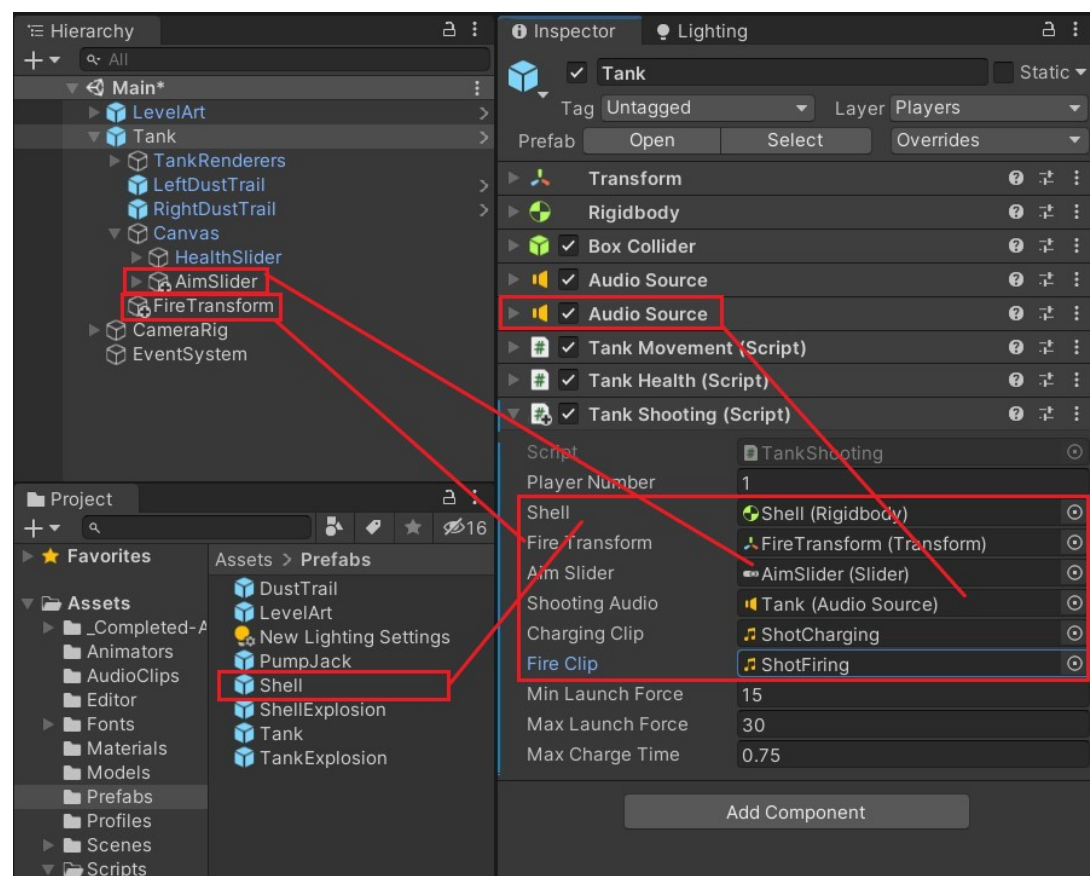 Hierarchy
All
Main*
LevelArt
Tank
TankRenderers
LeftDustTrail
RightDustTrail
Canvas
HealthSlider
AimSlider
FireTransform
CameraRig
EventSystem
Project
16
Favorites
Assets
_Completed-A
Animators
AudioClips
Editor
Fonts
Materials
Models
Prefabs
Profiles
Scenes
Scripts
Assets > Prefabs
DustTrail
LevelArt
New Lighting Settings
PumpJack
Shell
ShellExplosion
Tank
TankExplosion
Inspector Lighting
Tank Static
Tag Untagged Layer Players
Prefab Open Select Overrides
Transform
Rigidbody
Box Collider
Audio Source
Audio Source
Tank Movement (Script)
Tank Health (Script)
Tank Shooting (Script)
Script TankShooting
Player Number 1
Shell Shell (Rigidbody)
Fire Transform FireTransform (Transform)
Aim Slider AimSlider (Slider)
Shooting Audio Tank (Audio Source)
Charging Clip ShotCharging
Fire Clip ShotFiring
Min Launch Force 15
Max Launch Force 30
Max Charge Time 0.75
Add Component